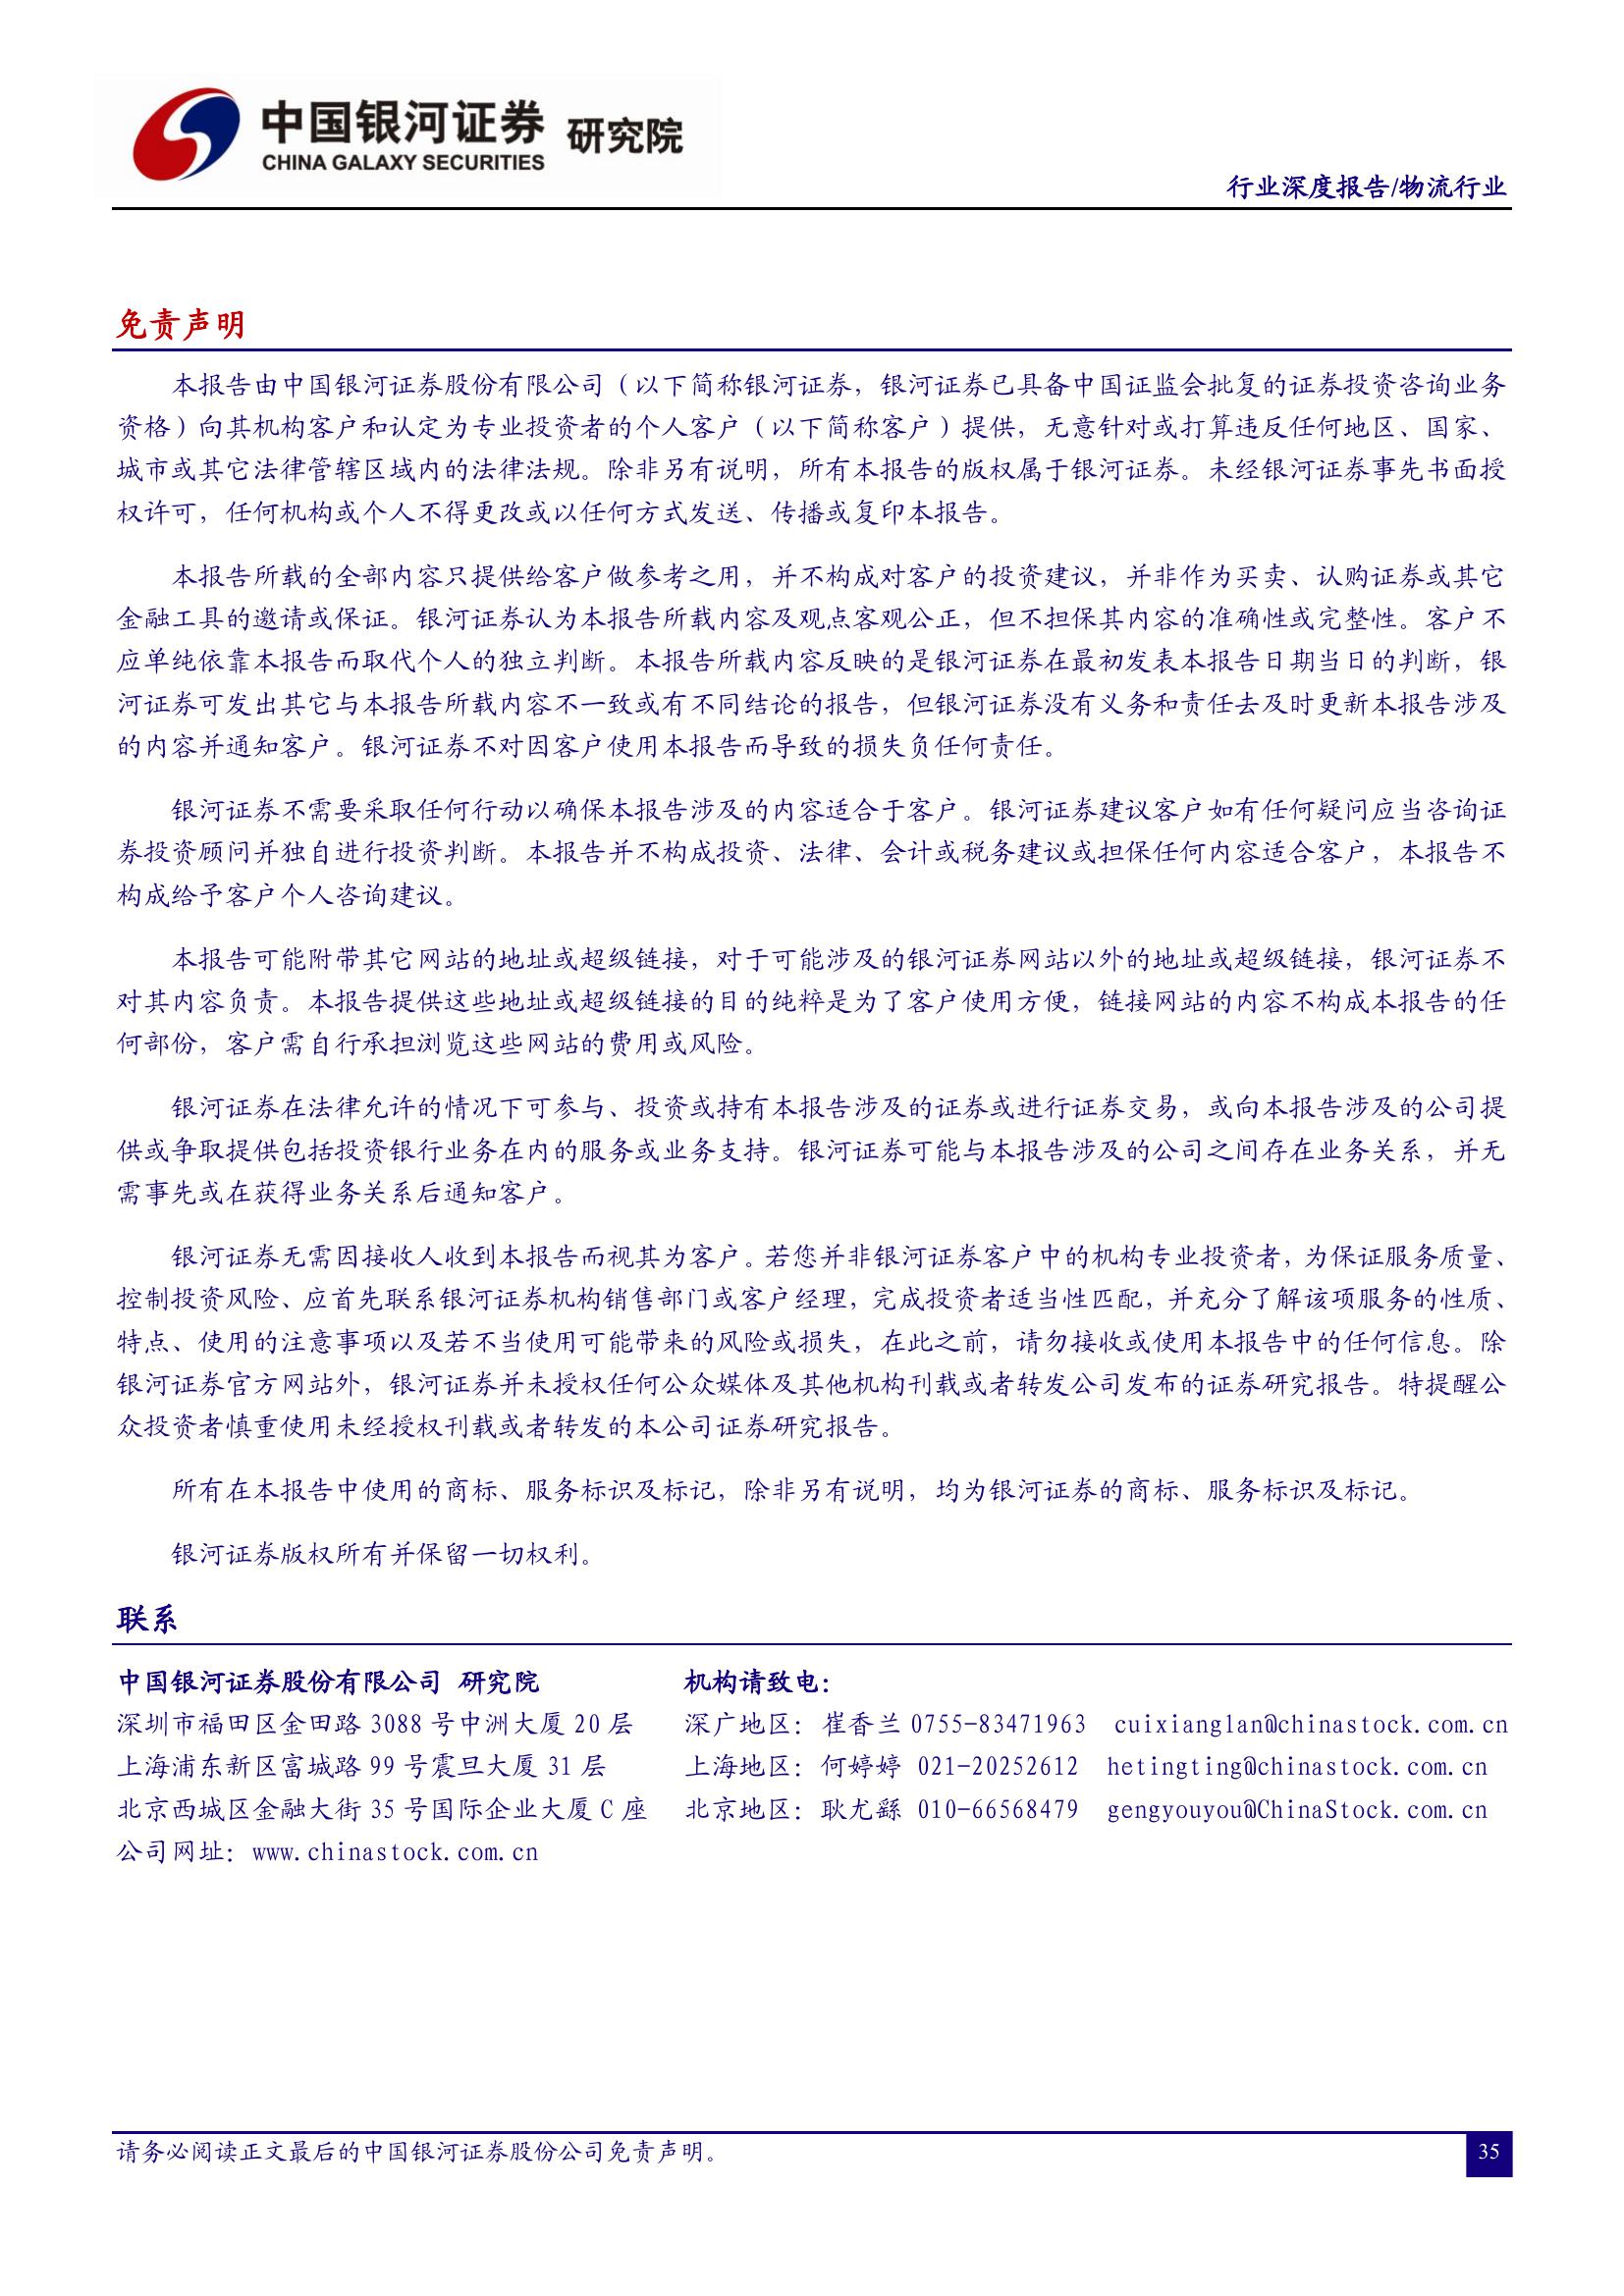 中国银河证券 研究院
CHINA GALAXY SECURITIES
行业深度报告/物流行业
免责声明
本报告由中国银河证券股份有限公司（以下简称银河证券，银河证券已具备中国证监会批复的证券投资咨询业务
资格）向其机构客户和认定为专业投资者的个人客户（以下简称客户）提供，无意针对或打算违反任何地区、国家、
城市或其它法律管辖区域内的法律法规。除非另有说明，所有本报告的版权属于银河证券。未经银河证券事先书面授
权许可，任何机构或个人不得更改或以任何方式发送、传播或复印本报告。
本报告所载的全部内容只提供给客户做参考之用，并不构成对客户的投资建议，并非作为买卖、认购证券或其它
金融工具的邀请或保证。银河证券认为本报告所载内容及观点客观公正，但不担保其内容的准确性或完整性。客户不
应单纯依靠本报告而取代个人的独立判断。本报告所载内容反映的是银河证券在最初发表本报告日期当日的判断，银
河证券可发出其它与本报告所载内容不一致或有不同结论的报告，但银河证券没有义务和责任去及时更新本报告涉及
的内容并通知客户。银河证券不对因客户使用本报告而导致的损失负任何责任。
银河证券不需要采取任何行动以确保本报告涉及的内容适合于客户。银河证券建议客户如有任何疑问应当咨询证
券投资顾问并独自进行投资判断。本报告并不构成投资、法律、会计或税务建议或担保任何内容适合客户，本报告不
构成给予客户个人咨询建议。
本报告可能附带其它网站的地址或超级链接，对于可能涉及的银河证券网站以外的地址或超级链接，银河证券不
对其内容负责。本报告提供这些地址或超级链接的目的纯粹是为了客户使用方便，链接网站的内容不构成本报告的任
何部份，客户需自行承担浏览这些网站的费用或风险。
银河证券在法律允许的情况下可参与、投资或持有本报告涉及的证券或进行证券交易，或向本报告涉及的公司提
供或争取提供包括投资银行业务在内的服务或业务支持。银河证券可能与本报告涉及的公司之间存在业务关系，并无
需事先或在获得业务关系后通知客户。
银河证券无需因接收人收到本报告而视其为客户。若您并非银河证券客户中的机构专业投资者，为保证服务质量、
控制投资风险、应首先联系银河证券机构销售部门或客户经理，完成投资者适当性匹配，并充分了解该项服务的性质、
特点、使用的注意事项以及若不当使用可能带来的风险或损失，在此之前，请勿接收或使用本报告中的任何信息。除
银河证券官方网站外，银河证券并未授权任何公众媒体及其他机构刊载或者转发公司发布的证券研究报告。特提醒公
众投资者慎重使用未经授权刊载或者转发的本公司证券研究报告。
所有在本报告中使用的商标、服务标识及标记，除非另有说明，均为银河证券的商标、服务标识及标记。
银河证券版权所有并保留一切权利。
联系
中国银河证券股份有限公司 研究院 机构请致电：
深圳市福田区金田路 3088 号中洲大厦 20 层 深广地区：崔香兰 0755-83471963 cuixianglan@chinastock.com.cn
上海浦东新区富城路 99 号震旦大厦 31 层 上海地区：何婷婷 021-20252612 hetingting@chinastock.com.cn
北京西城区金融大街 35 号国际企业大厦 C 座 北京地区：耿尤繇 010-66568479 gengyouyou@ChinaStock.com.cn
公司网址：www.chinastock.com.cn
请务必阅读正文最后的中国银河证券股份公司免责声明。
35